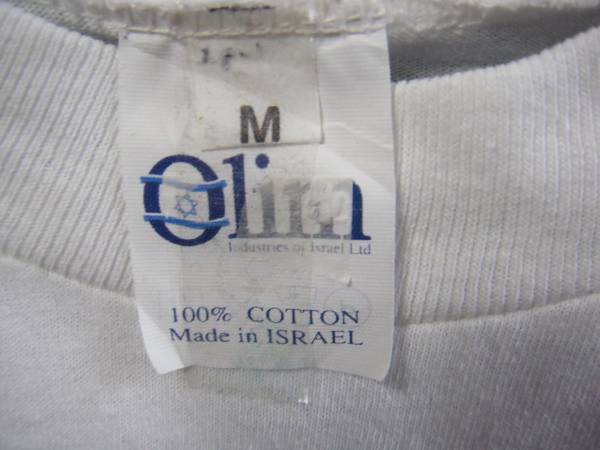 M
Olim
Industries of Israel Ltd
100% COTTON
Made in ISRAEL